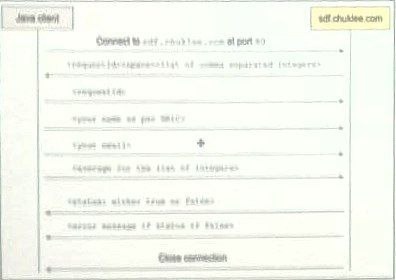 Java client
sdf.chuklee.com
Connect to sdf.chuklee.com at port 80
<requestId><space><list of comma separated integers>
<requestId>
<your name as per NRIC>
<your email>
<average for the list of integers>
<status: either true or false>
<error message if status is false>
Close connection